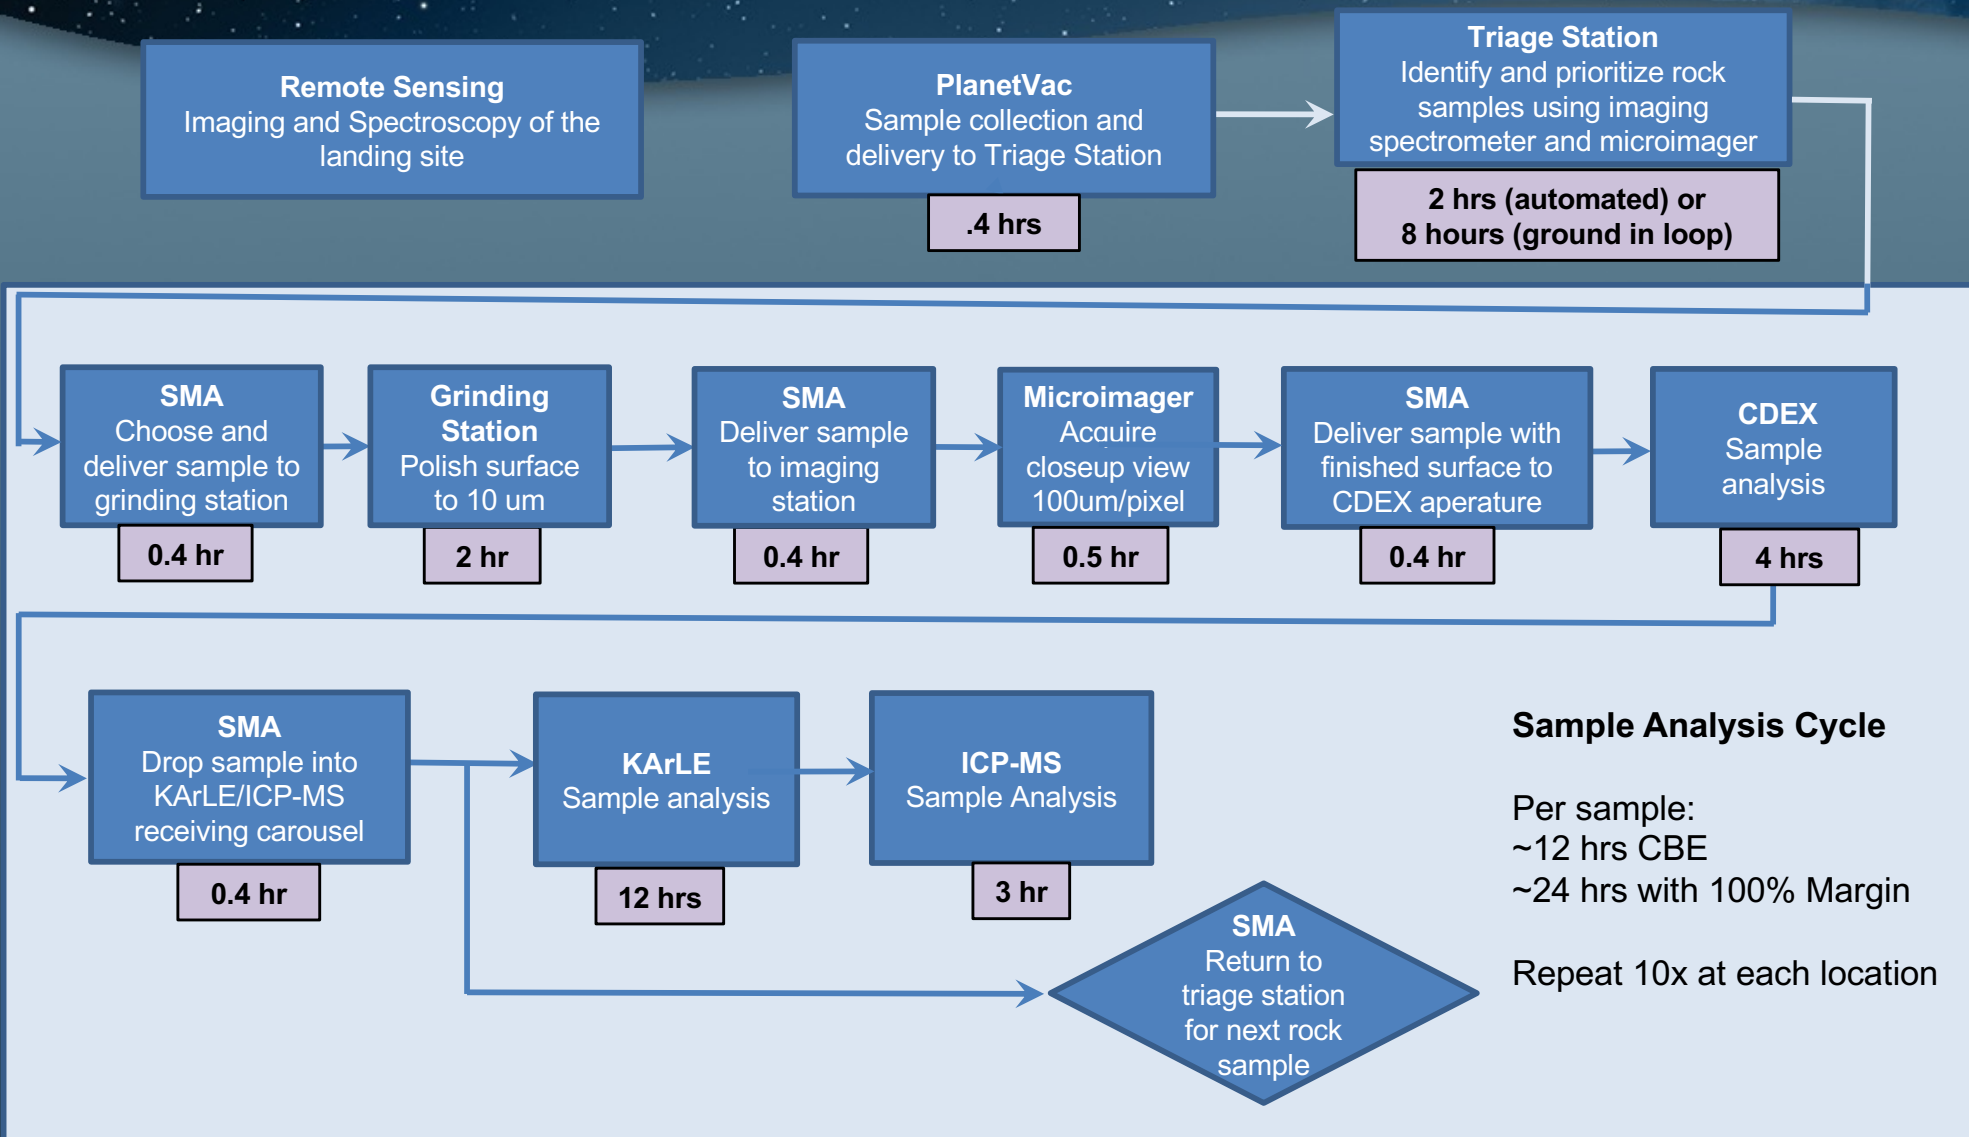 Remote Sensing
Imaging and Spectroscopy of the
landing site
PlanetVac
Sample collection and
delivery to Triage Station
.4 hrs
Triage Station
Identify and prioritize rock
samples using imaging
spectrometer and microimager
2 hrs (automated) or
8 hours (ground in loop)
SMA
Choose and
deliver sample to
grinding station
0.4 hr
Grinding
Station
Polish surface
to 10 um
2 hr
SMA
Deliver sample
to imaging
station
0.4 hr
Microimager
Acquire
closeup view
100um/pixel
0.5 hr
SMA
Deliver sample with
finished surface to
CDEX aperature
0.4 hr
CDEX
Sample
analysis
4 hrs
SMA
Drop sample into
KArLE/ICP-MS
receiving carousel
0.4 hr
KArLE
Sample analysis
12 hrs
ICP-MS
Sample Analysis
3 hr
SMA
Return to
triage station
for next rock
sample
Sample Analysis Cycle
Per sample:
~12 hrs CBE
~24 hrs with 100% Margin
Repeat 10x at each location